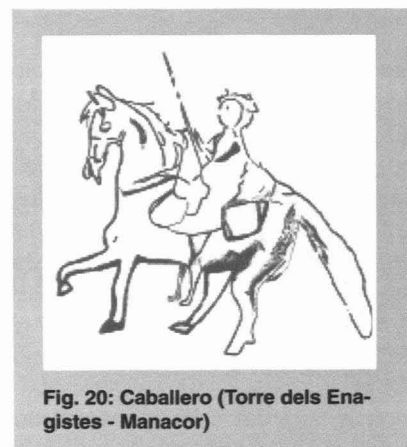 Fig. 20: Caballero (Torre dels Ena-
gistes - Manacor)